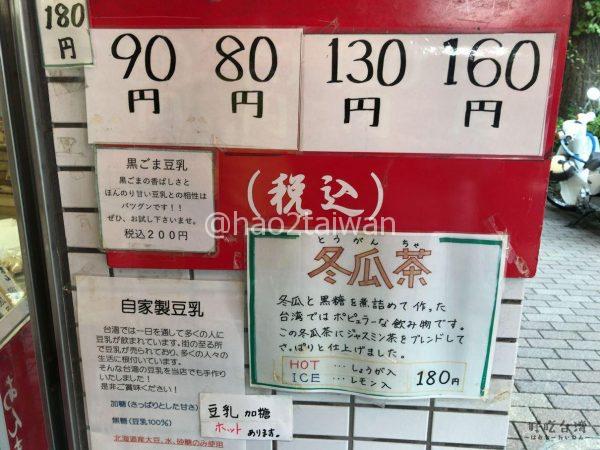 180
円
90
円
80
円
130
円
160
円
(税込)
黒ごま豆乳
黒ごまの香ばしさと
ほんのり甘い豆乳との相性は
バツグンです!!
ぜひ、お試し下さいませ。
税込200円
@hao2taiwan
とうがん ちゃ
冬瓜茶
冬瓜と黒糖を煮詰めて作った
台湾ではポピュラーな飲み物です。
この冬瓜茶にジャスミン茶をブレンドして
さっぱりと仕上げました。
HOT …しょうが入
ICE …レモン入
180円
自家製豆乳
台湾では一日を通して多くの人に
豆乳が飲まれています。街の至る所
で豆乳が売られており、多くの人々の
生活に根付いています。
そんな台湾の豆乳を当店でも手作り
いたしました!
是非ご賞味ください!
加糖(さっぱりとした甘さ)
無糖(豆乳100%)
北海道産大豆、水、砂糖のみ使用
豆乳 加糖
ホット あります。
好吃台湾
〜はおちーたいわん〜